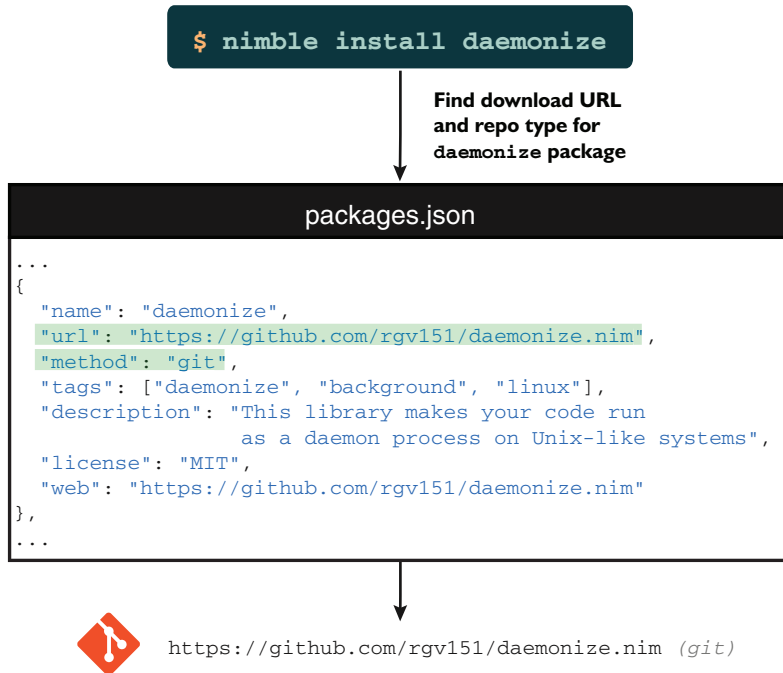 $ nimble install daemonize
Find download URL
and repo type for
daemonize package
packages.json
...
{
  "name": "daemonize",
  "url": "https://github.com/rgv151/daemonize.nim",
  "method": "git",
  "tags": ["daemonize", "background", "linux"],
  "description": "This library makes your code run
                  as a daemon process on Unix-like systems",
  "license": "MIT",
  "web": "https://github.com/rgv151/daemonize.nim"
},
...
https://github.com/rgv151/daemonize.nim (git)